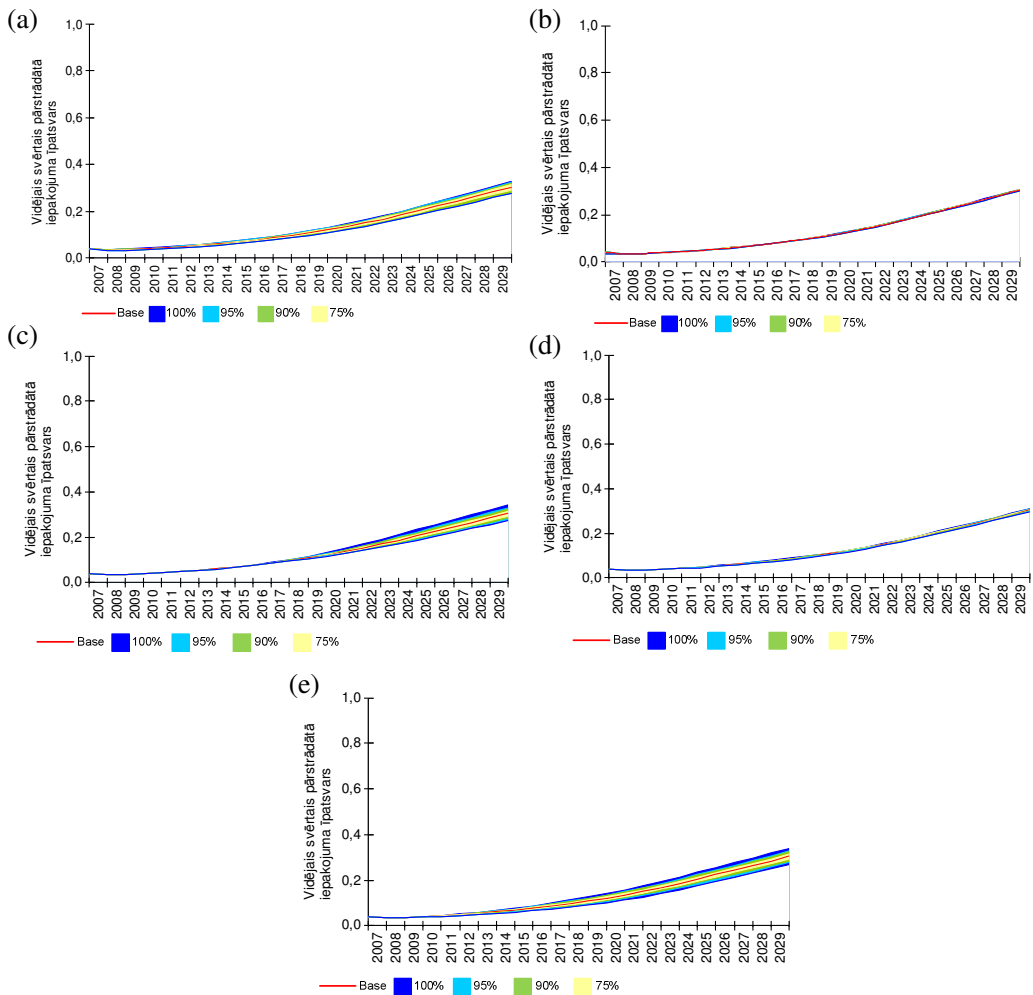 (a)
Vidējais svērtais pārstrādātā
iepakojuma īpatsvars
1,0
0,8
0,6
0,4
0,2
0,0
2007 2008 2009 2010 2011 2012 2013 2014 2015 2016 2017 2018 2019 2020 2021 2022 2023 2024 2025 2026 2027 2028 2029
Base 100% 95% 90% 75%
(b)
Vidējais svērtais pārstrādātā
iepakojuma īpatsvars
1,0
0,8
0,6
0,4
0,2
0,0
2007 2008 2009 2010 2011 2012 2013 2014 2015 2016 2017 2018 2019 2020 2021 2022 2023 2024 2025 2026 2027 2028 2029
Base 100% 95% 90% 75%
(c)
Vidējais svērtais pārstrādātā
iepakojuma īpatsvars
1,0
0,8
0,6
0,4
0,2
0,0
2007 2008 2009 2010 2011 2012 2013 2014 2015 2016 2017 2018 2019 2020 2021 2022 2023 2024 2025 2026 2027 2028 2029
Base 100% 95% 90% 75%
(d)
Vidējais svērtais pārstrādātā
iepakojuma īpatsvars
1,0
0,8
0,6
0,4
0,2
0,0
2007 2008 2009 2010 2011 2012 2013 2014 2015 2016 2017 2018 2019 2020 2021 2022 2023 2024 2025 2026 2027 2028 2029
Base 100% 95% 90% 75%
(e)
Vidējais svērtais pārstrādātā
iepakojuma īpatsvars
1,0
0,8
0,6
0,4
0,2
0,0
2007 2008 2009 2010 2011 2012 2013 2014 2015 2016 2017 2018 2019 2020 2021 2022 2023 2024 2025 2026 2027 2028 2029
Base 100% 95% 90% 75%